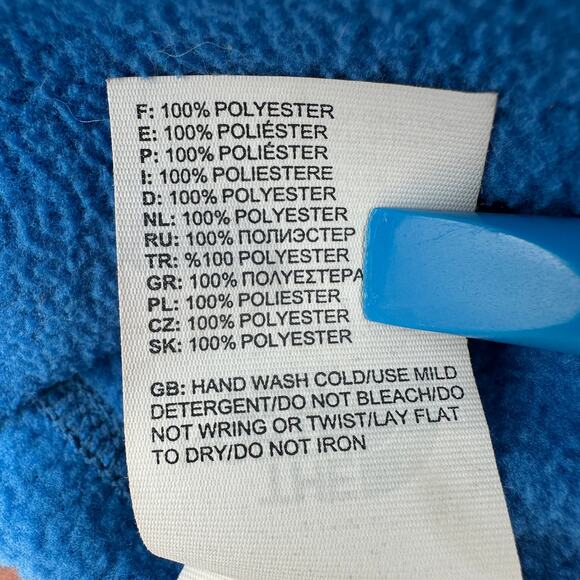 F: 100% POLYESTER
E: 100% POLIÉSTER
P: 100% POLIÉSTER
I: 100% POLIESTERE
D: 100% POLYESTER
NL: 100% POLYESTER
RU: 100% ПОЛИЭСТЕР
TR: %100 POLYESTER
GR: 100% ΠΟΛΥΕΣΤΕΡΑ
PL: 100% POLIESTER
CZ: 100% POLYESTER
SK: 100% POLYESTER
GB: HAND WASH COLD/USE MILD
DETERGENT/DO NOT BLEACH/DO
NOT WRING OR TWIST/LAY FLAT
TO DRY/DO NOT IRON